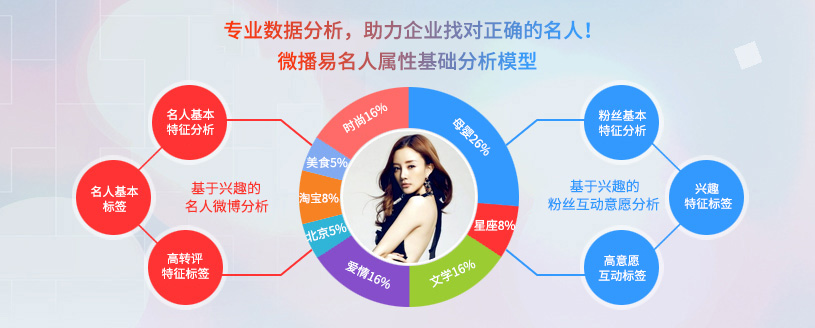 专业数据分析，助力企业找对正确的名人！
微播易名人属性基础分析模型
名人基本
特征分析
名人基本
标签
高转评
特征标签
基于兴趣的
名人微博分析
时尚16%
母婴26%
美食5%
淘宝8%
北京5%
爱情16%
文学16%
星座8%
基于兴趣的
粉丝互动意愿分析
粉丝基本
特征分析
兴趣
特征标签
高意愿
互动标签